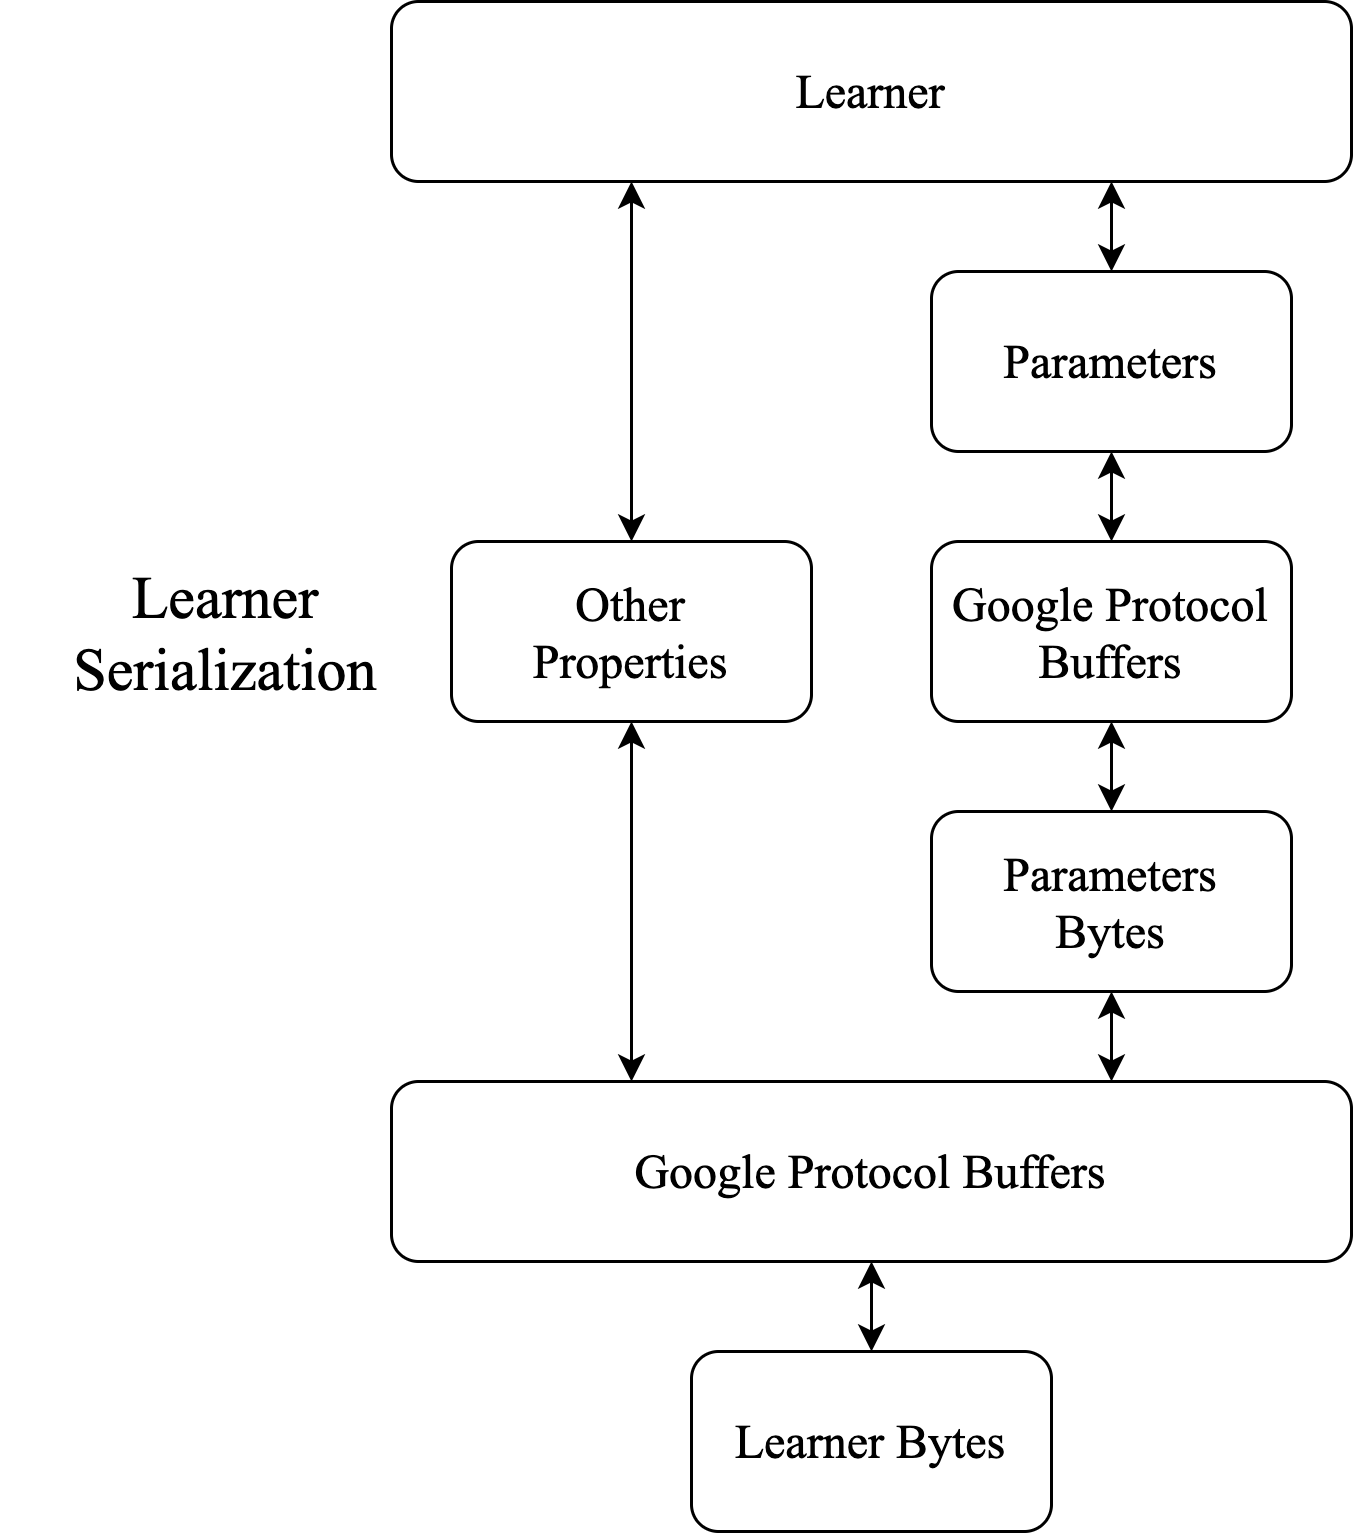 Learner
Parameters
Learner
Serialization
Other
Properties
Google Protocol
Buffers
Parameters
Bytes
Google Protocol Buffers
Learner Bytes